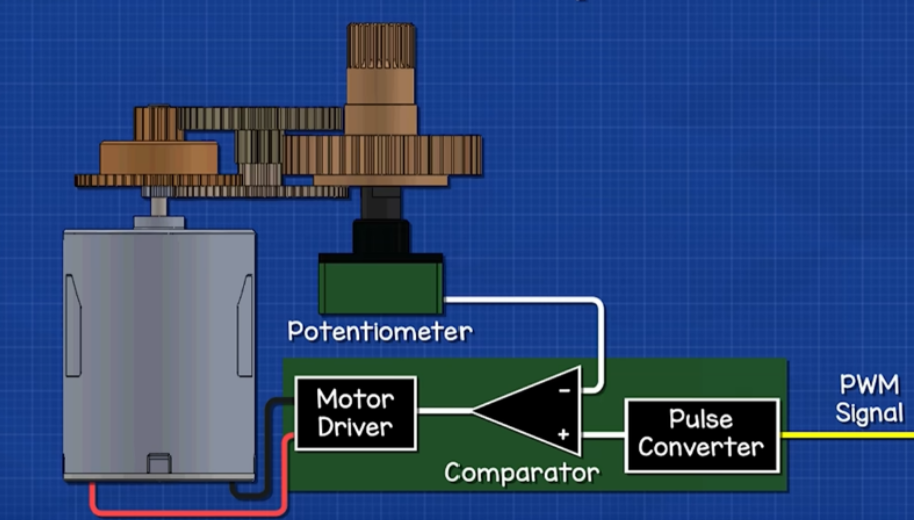 Potentiometer
Motor
Driver
−
+
Comparator
Pulse
Converter
PWM
Signal